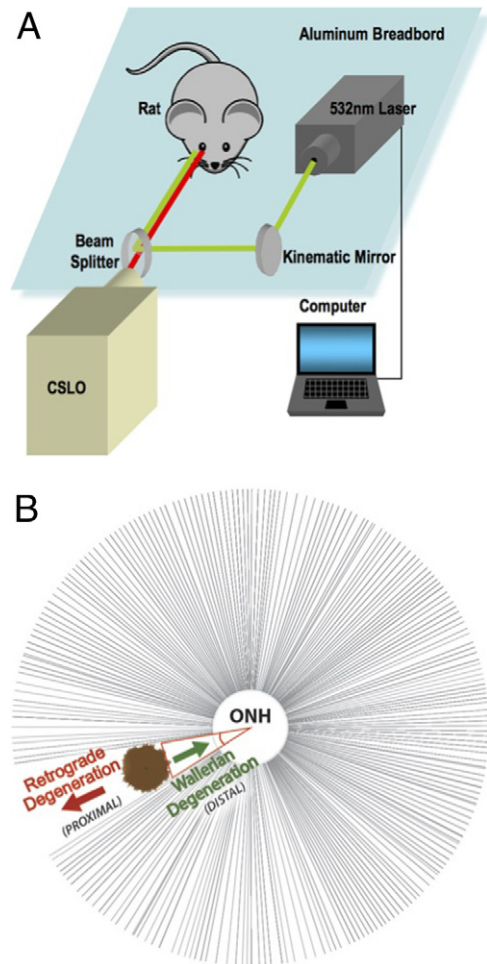 A
Aluminum Breadbord
Rat
532nm Laser
Beam
Splitter
Kinematic Mirror
Computer
CSLO
B
ONH
Retrograde
Degeneration
(PROXIMAL)
Wallerian
Degeneration
(DISTAL)